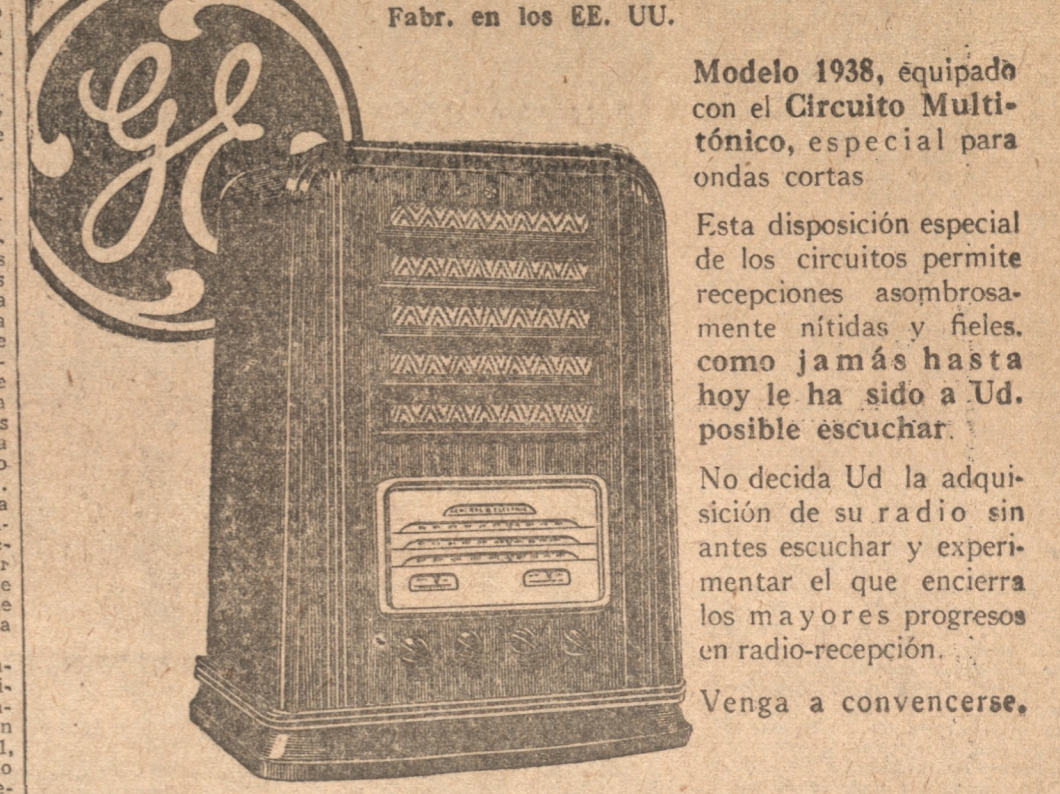 Fabr. en los EE. UU.
GE
Modelo 1938, equipado
con el Circuito Multi-
tónico, especial para
ondas cortas
Esta disposición especial
de los circuitos permite
recepciones asombrosa-
mente nítidas y fieles.
como jamás hasta
hoy le ha sido a Ud.
posible escuchar.
No decida Ud la adqui-
sición de su radio sin
antes escuchar y experi-
mentar el que encierra
los mayores progresos
en radio-recepción.
Venga a convencerse.
GENERAL ELECTRIC